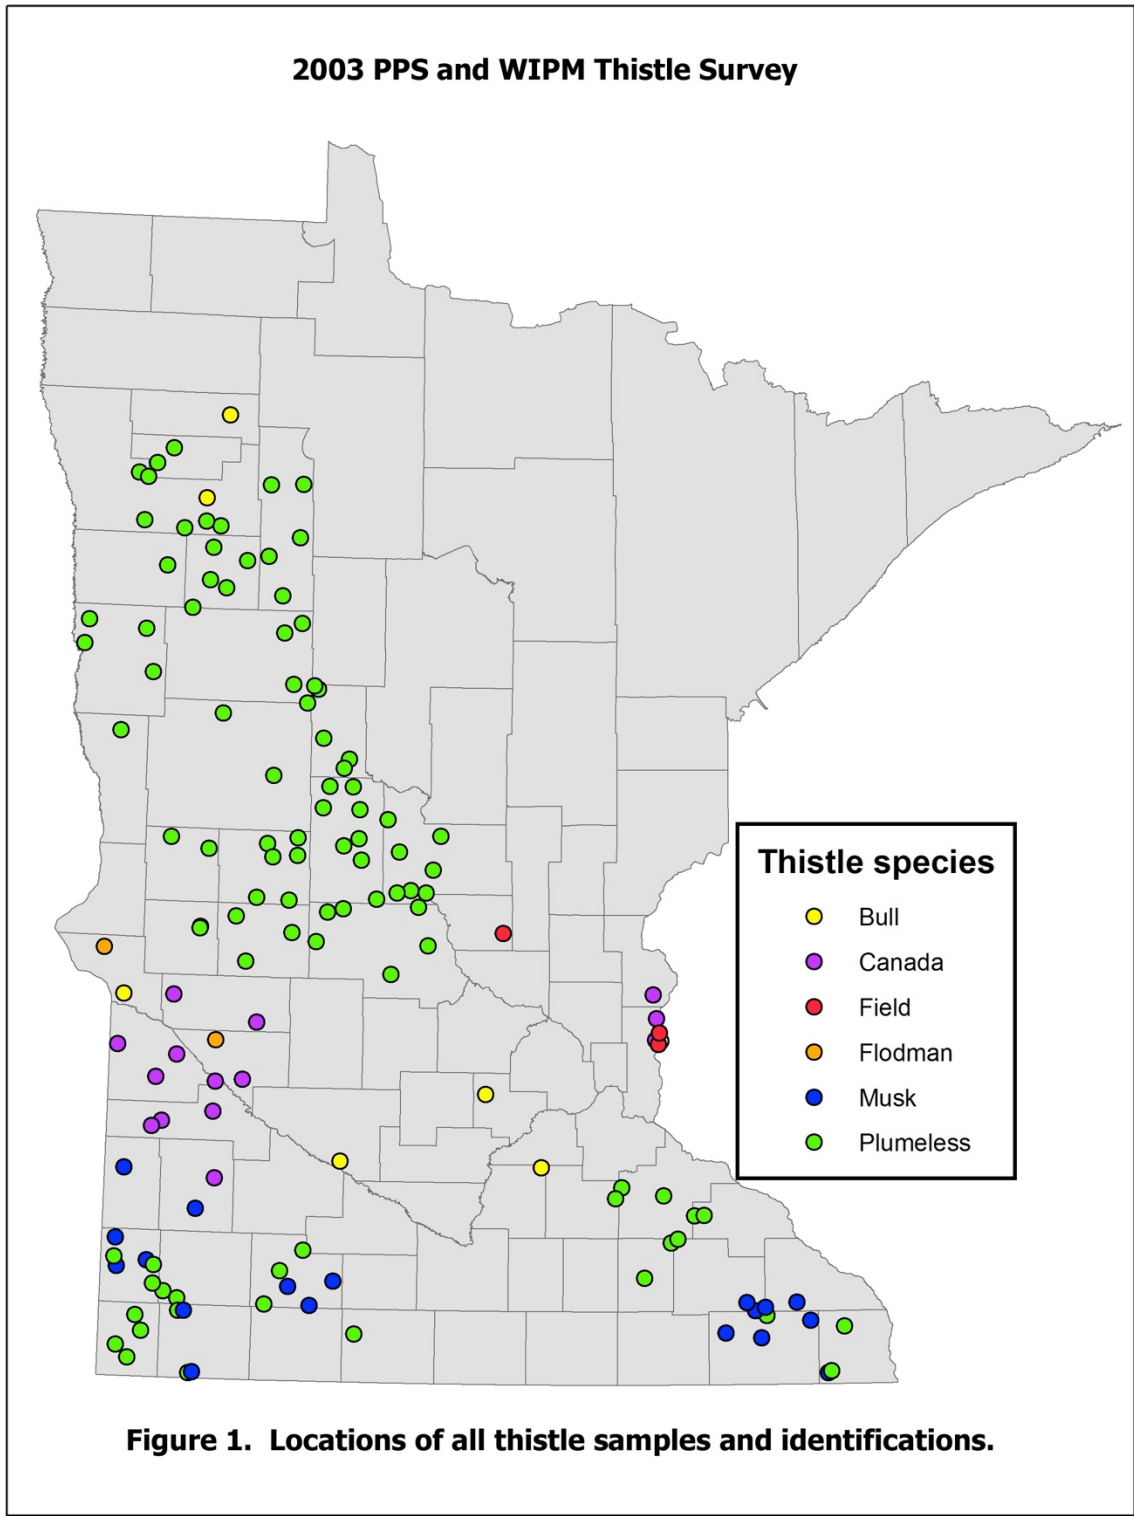 2003 PPS and WIPM Thistle Survey
Thistle species
Bull
Canada
Field
Flodman
Musk
Plumeless
Figure 1.  Locations of all thistle samples and identifications.